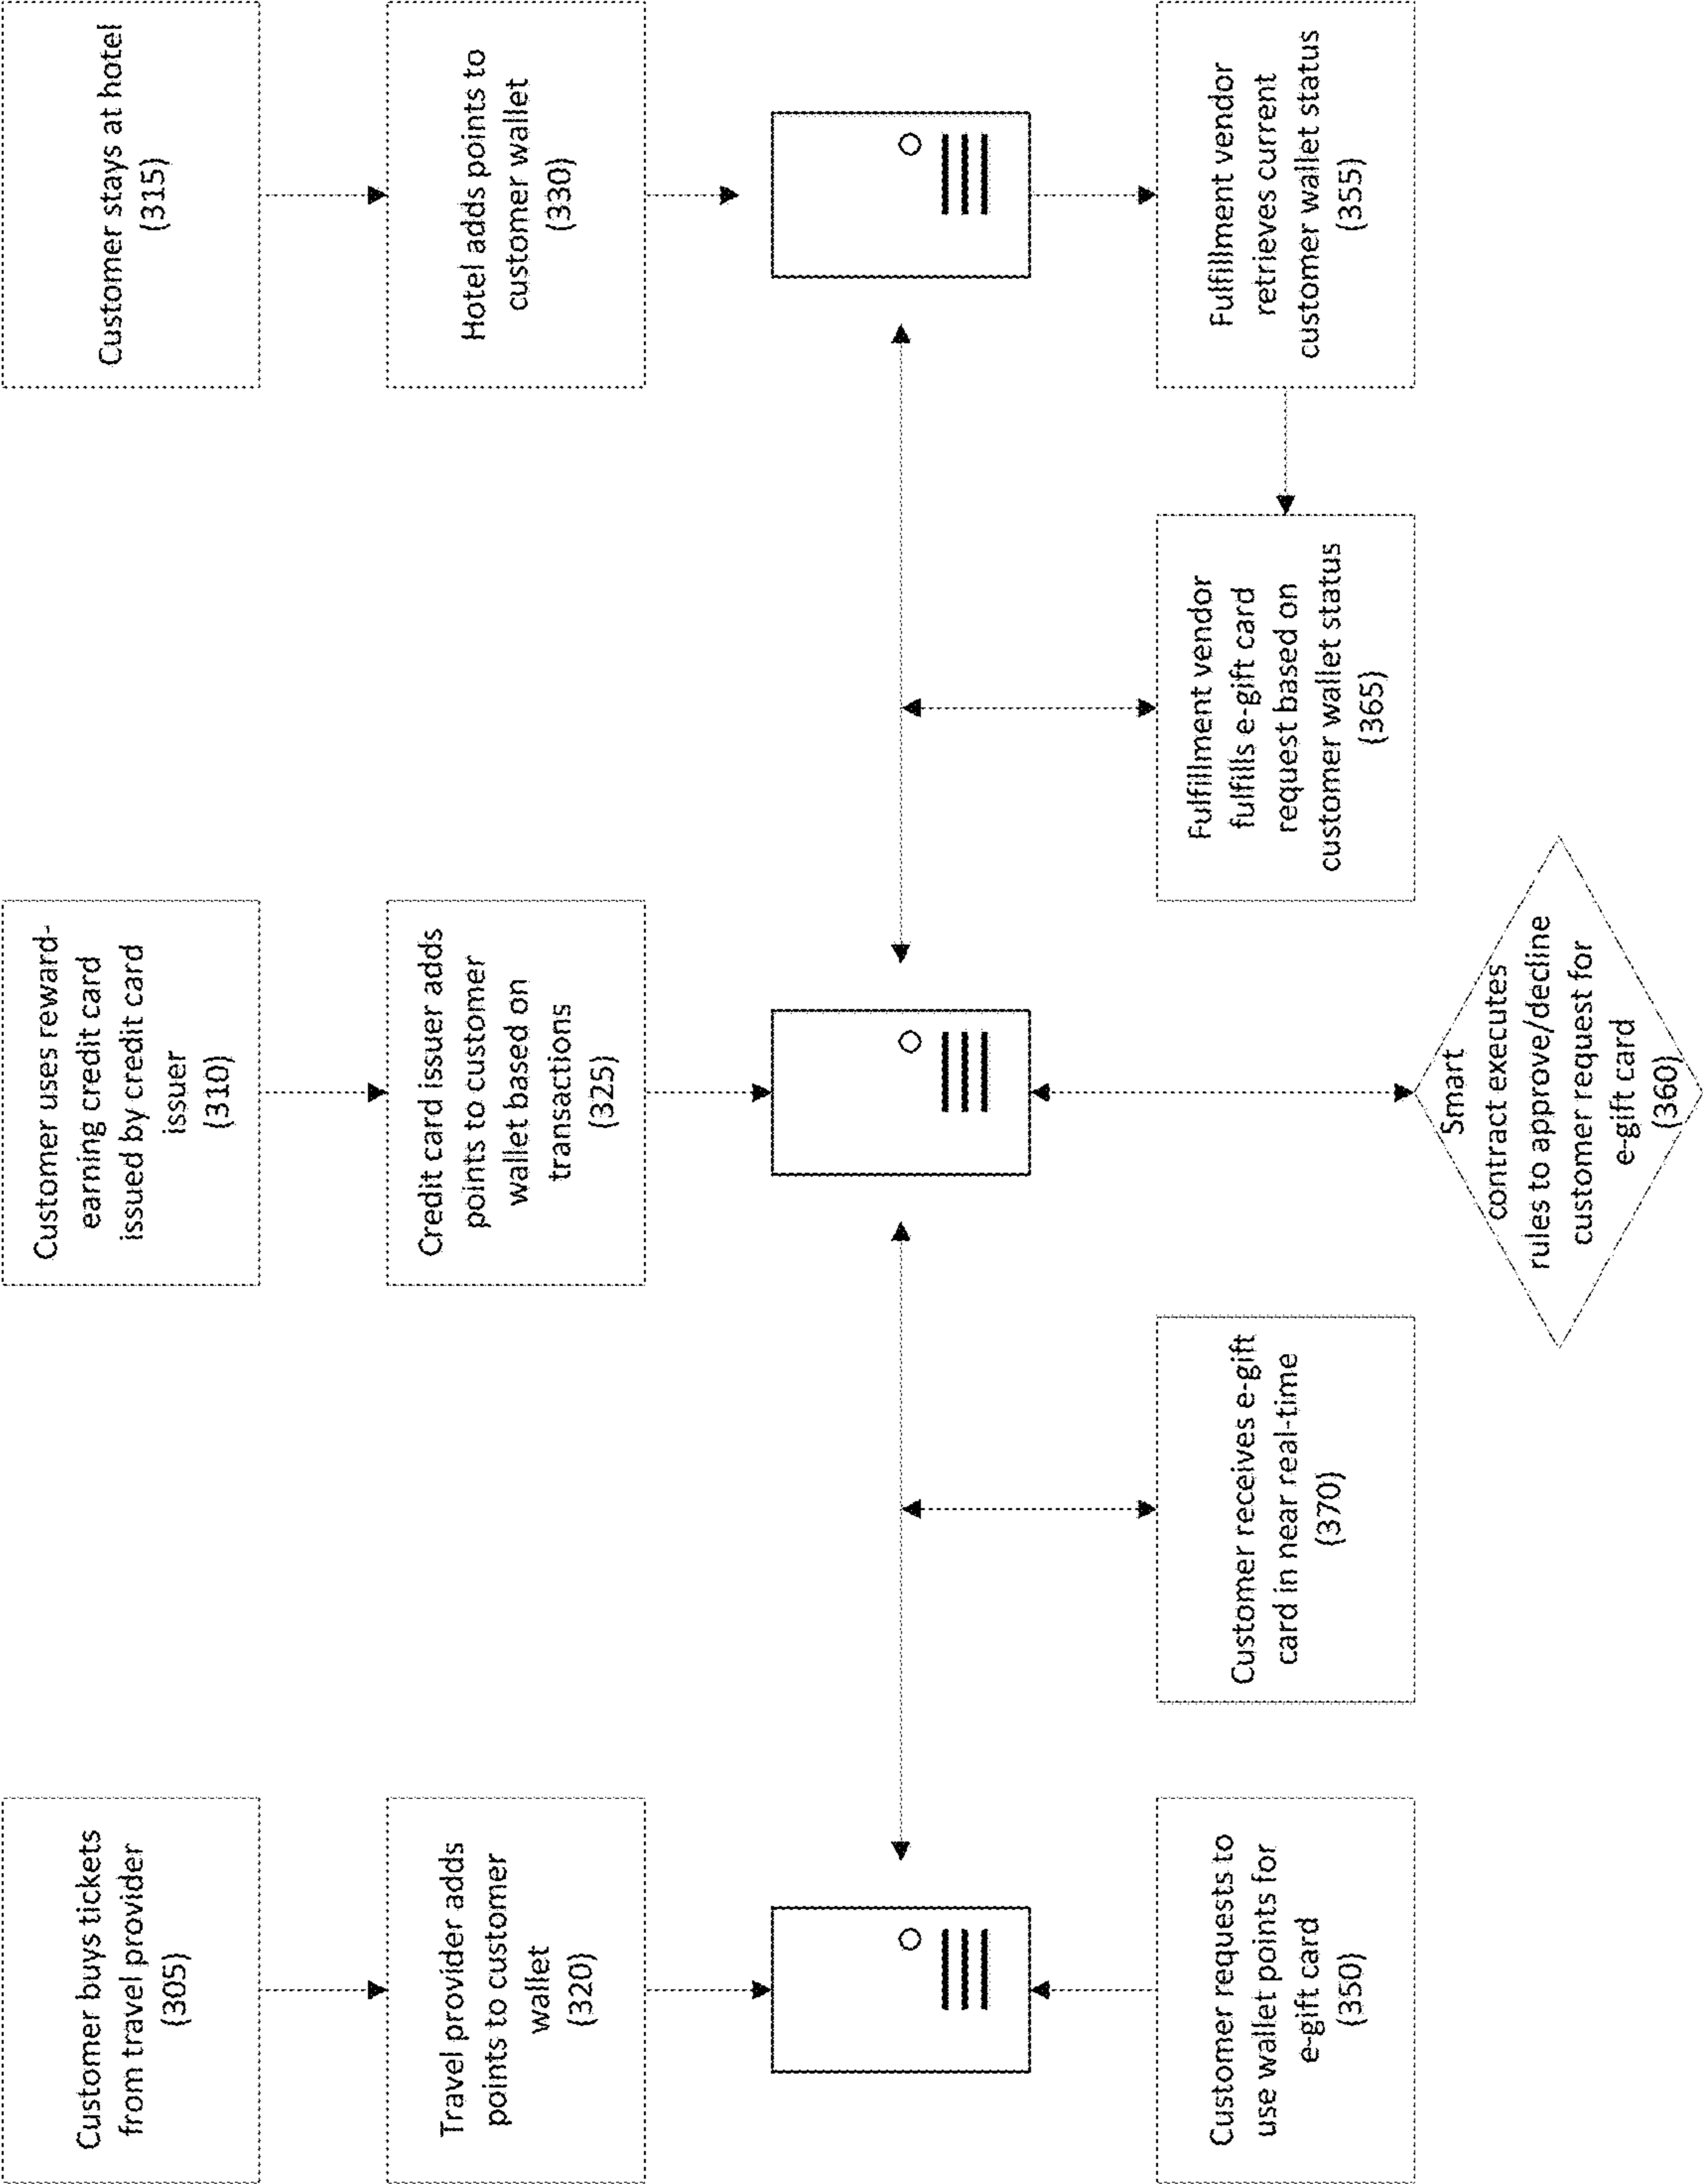 Customer buys tickets
from travel provider
(305)
Customer uses reward-
earning credit card
issued by credit card
issuer
(310)
Customer stays at hotel
(315)
Travel provider adds
points to customer
wallet
(320)
Credit card issuer adds
points to customer
wallet based on
transactions
(325)
Hotel adds points to
customer wallet
(330)
Customer requests to
use wallet points for
e-gift card
(350)
Customer receives e-gift
card in near real-time
(370)
Fulfillment vendor
fulfills e-gift card
request based on
customer wallet status
(365)
Fulfillment vendor
retrieves current
customer wallet status
(355)
Smart
contract executes
rules to approve/decline
customer request for
e-gift card
(360)